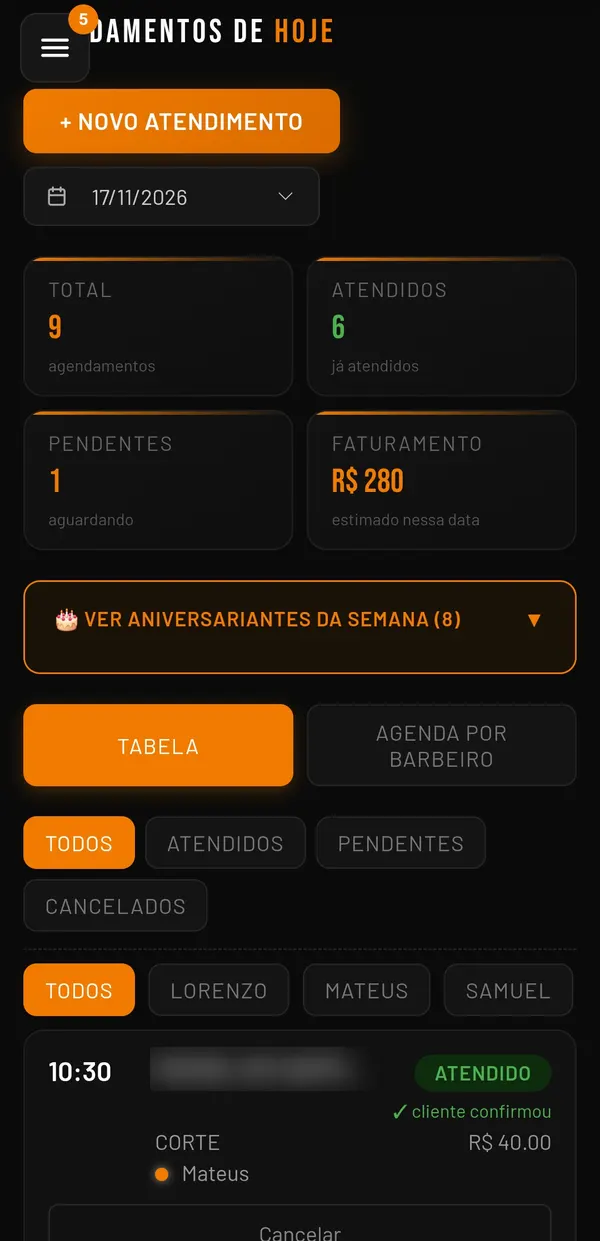 5
DAMENTOS DE HOJE
+ NOVO ATENDIMENTO
17/11/2026
TOTAL
9
agendamentos
ATENDIDOS
6
já atendidos
PENDENTES
1
aguardando
FATURAMENTO
R$ 280
estimado nessa data
🎂 VER ANIVERSARIANTES DA SEMANA (8) ▼
TABELA
AGENDA POR
BARBEIRO
TODOS ATENDIDOS PENDENTES
CANCELADOS
TODOS LORENZO MATEUS SAMUEL
10:30 ATENDIDO
✓ cliente confirmou
CORTE R$ 40.00
Mateus
Cancelar